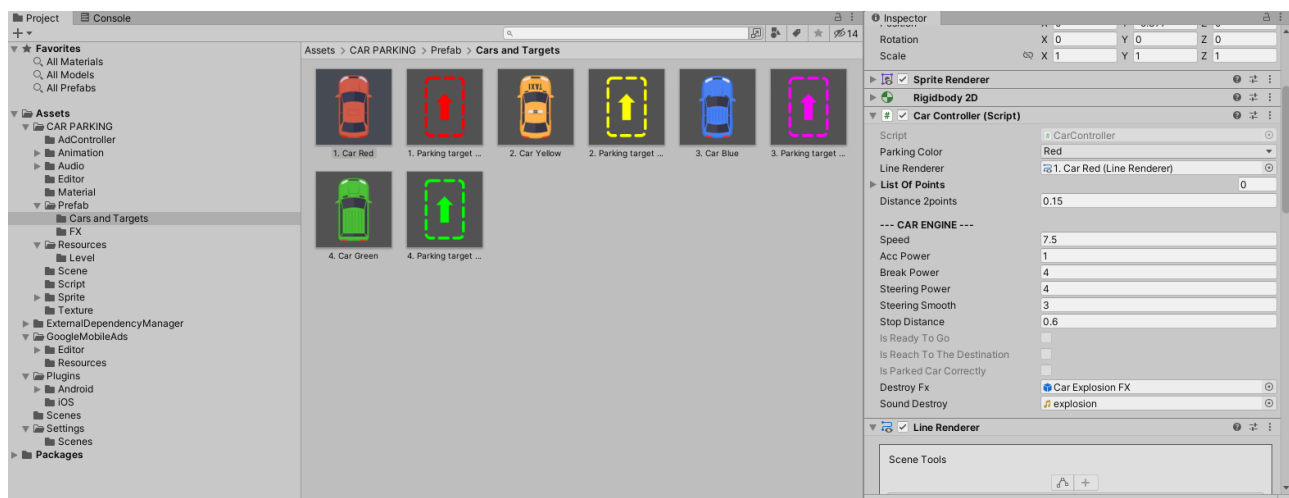 Project
Console
14
Favorites
All Materials
All Models
All Prefabs
Assets
CAR PARKING
AdController
Animation
Audio
Editor
Material
Prefab
Cars and Targets
FX
Resources
Level
Scene
Script
Sprite
Texture
ExternalDependencyManager
GoogleMobileAds
Editor
Resources
Plugins
Android
iOS
Scenes
Settings
Scenes
Packages
Assets > CAR PARKING > Prefab > Cars and Targets
TAXI
1. Car Red
1. Parking target ...
2. Car Yellow
2. Parking target ...
3. Car Blue
3. Parking target ...
4. Car Green
4. Parking target ...
Inspector
Rotation X 0 Y 0 Z 0
Scale X 1 Y 1 Z 1
Sprite Renderer
Rigidbody 2D
# Car Controller (Script)
Script # CarController
Parking Color Red
Line Renderer 1. Car Red (Line Renderer)
List Of Points 0
Distance 2points 0.15
--- CAR ENGINE ---
Speed 7.5
Acc Power 1
Break Power 4
Steering Power 4
Steering Smooth 3
Stop Distance 0.6
Is Ready To Go
Is Reach To The Destination
Is Parked Car Correctly
Destroy Fx Car Explosion FX
Sound Destroy explosion
Line Renderer
Scene Tools